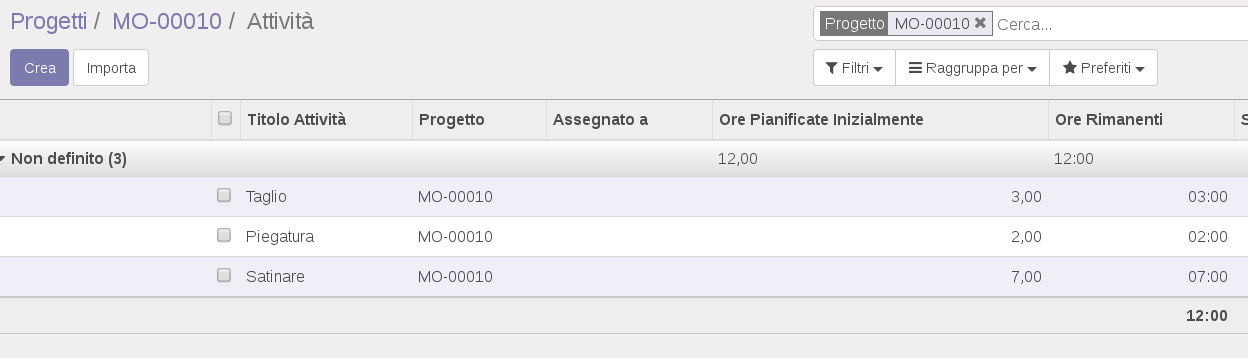 Progetti / MO-00010 / Attività
Progetto MO-00010 Cerca...
Crea Importa
Filtri Raggruppa per Preferiti
Titolo Attività Progetto Assegnato a Ore Pianificate Inizialmente Ore Rimanenti S
Non definito (3) 12,00 12:00
Taglio MO-00010 3,00 03:00
Piegatura MO-00010 2,00 02:00
Satinare MO-00010 7,00 07:00
12:00